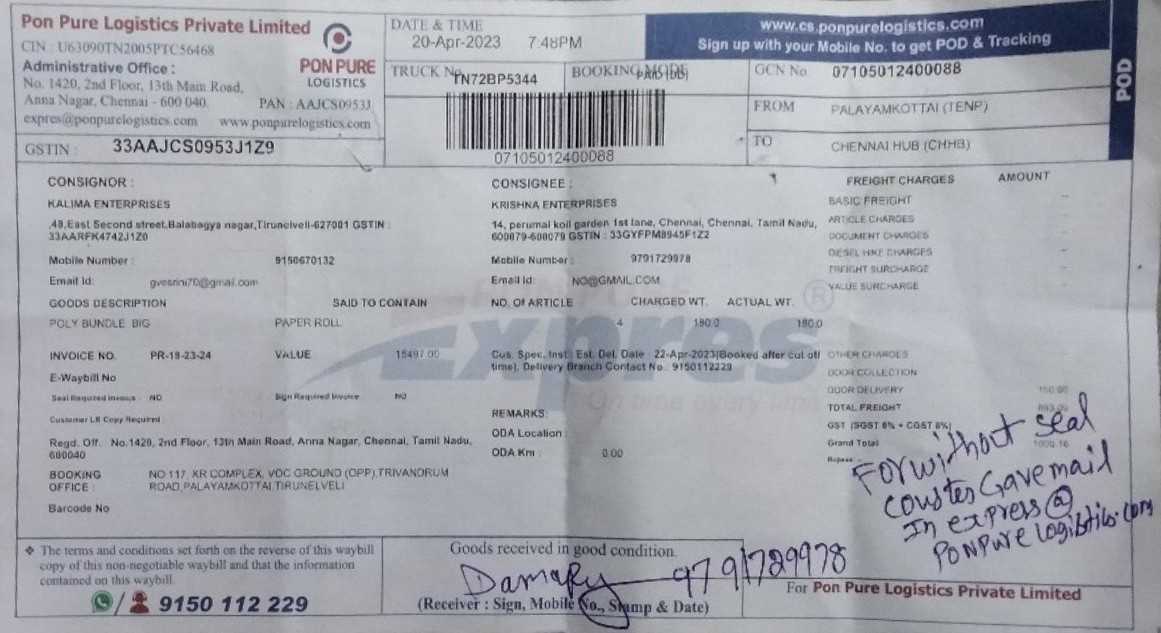 Pon Pure Logistics Private Limited
CIN : U63090TN2005PTC56468
Administrative Office :
No. 1420, 2nd Floor, 13th Main Road,
Anna Nagar, Chennai - 600 040. PAN : AAJCS0953J
expres@ponpurelogistics.com www.ponpurelogistics.com
PON PURE
LOGISTICS
GSTIN : 33AAJCS0953J1Z9
DATE & TIME
20-Apr-2023 7:48PM
TRUCK No. TN72BP5344
BOOKING MODE
07105012400088
www.cs.ponpurelogistics.com
Sign up with your Mobile No. to get POD & Tracking
POD
GCN No. 07105012400088
FROM PALAYAMKOTTAI (TENP)
TO CHENNAI HUB (CHHB)
CONSIGNOR :
KALIMA ENTERPRISES
,49,East Second street,Balabagya nagar,Tirunelveli-627001 GSTIN :
33AARFK4742J1Z0
Mobile Number : 9150670132
Email Id: gvesrini70@gmail.com
CONSIGNEE :
KRISHNA ENTERPRISES
14, perumal koil garden 1st lane, Chennai, Chennai, Tamil Nadu,
600079-600079 GSTIN : 33GYFPM8945F1Z2
Mobile Number : 9791729978
Email Id: NO@GMAIL.COM
FREIGHT CHARGES AMOUNT
BASIC FREIGHT
ARTICLE CHARGES
DOCUMENT CHARGES
DIESEL HIKE CHARGES
FREIGHT SURCHARGE
VALUE SURCHARGE
GOODS DESCRIPTION SAID TO CONTAIN NO. OF ARTICLE CHARGED WT. ACTUAL WT.
POLY BUNDLE BIG PAPER ROLL 4 180.0 180.0
PON PURE
Expres ®
On time every time
INVOICE NO. PR-18-23-24 VALUE 15497.00
E-Waybill No
Seal Required Invoice : NO Sign Required Invoice NO
Customer LR Copy Required :
Cus. Spec. Inst : Est. Del. Date : 22-Apr-2023(Booked after cut off
time), Delivery Branch Contact No.: 9150112229
REMARKS:
ODA Location :
ODA Km : 0.00
OTHER CHARGES
DOOR COLLECTION
DOOR DELIVERY 150.00
TOTAL FREIGHT
GST (SGST 6% + CGST 6%)
Grand Total
Regd. Off. No.1420, 2nd Floor, 13th Main Road, Anna Nagar, Chennai, Tamil Nadu,
600040
BOOKING OFFICE : NO 117, KR COMPLEX, VOC GROUND (OPP),TRIVANDRUM
ROAD,PALAYAMKOTTAI,TIRUNELVELI
Barcode No
For without seal
Couster Gave mail
In express@
PonPure logistics.com
❖ The terms and conditions set forth on the reverse of this waybill
copy of this non-negotiable waybill and that the information
contained on this waybill.
/ 9150 112 229
Goods received in good condition.
9791729978
(Receiver : Sign, Mobile No., Stamp & Date)
For Pon Pure Logistics Private Limited